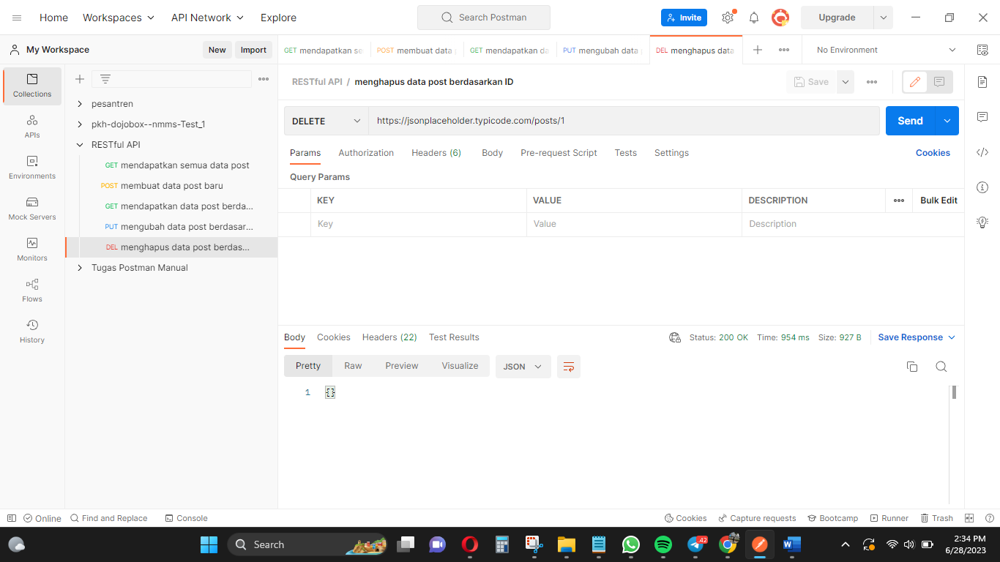 Home Workspaces API Network Explore Search Postman Invite Upgrade
My Workspace New Import
GET mendapatkan se POST membuat data p GET mendapatkan da PUT mengubah data p DEL menghapus data No Environment
Collections
APIs
Environments
Mock Servers
Monitors
Flows
History
pesantren
pkh-dojobox--nmms-Test_1
RESTful API
GET mendapatkan semua data post
POST membuat data post baru
GET mendapatkan data post berda...
PUT mengubah data post berdasar...
DEL menghapus data post berdas...
Tugas Postman Manual
RESTful API / menghapus data post berdasarkan ID Save
DELETE https://jsonplaceholder.typicode.com/posts/1 Send
Params Authorization Headers (6) Body Pre-request Script Tests Settings Cookies
Query Params
KEY VALUE DESCRIPTION Bulk Edit
Key Value Description
Body Cookies Headers (22) Test Results Status: 200 OK Time: 954 ms Size: 927 B Save Response
Pretty Raw Preview Visualize JSON
1 {}
Online Find and Replace Console Cookies Capture requests Bootcamp Runner Trash
Search 42 2:34 PM
6/28/2023